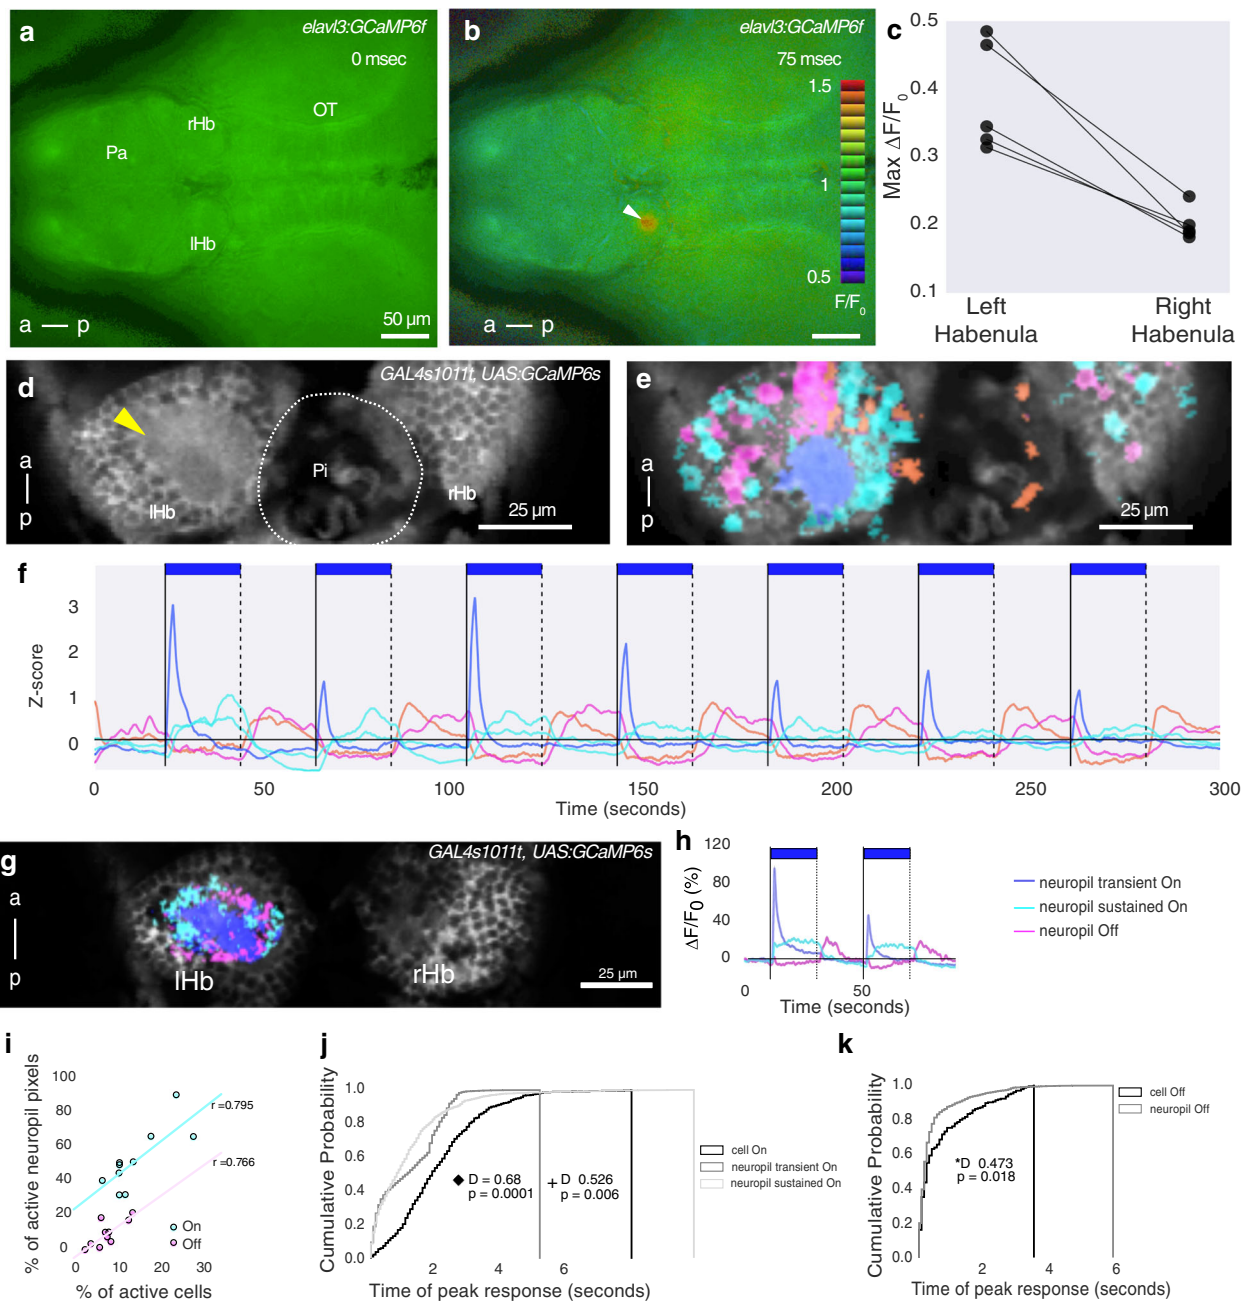 a
elavl3:GCaMP6f
0 msec
OT
rHb
Pa
lHb
a — p
50 µm
b
elavl3:GCaMP6f
75 msec
1.5
1
0.5
F/F0
a — p
c
0.5
0.4
0.3
0.2
0.1
Max ΔF/F0
Left Habenula
Right Habenula
d
GAL4s1011t, UAS:GCaMP6s
a
p
Pi
lHb
rHb
25 µm
e
a
p
25 µm
f
3
2
1
0
Z-score
0 50 100 150 200 250 300
Time (seconds)
g
GAL4s1011t, UAS:GCaMP6s
a
p
lHb
rHb
25 µm
h
120
80
40
0
ΔF/F0 (%)
0 50
Time (seconds)
neuropil transient On
neuropil sustained On
neuropil Off
i
100
80
60
40
20
0
% of active neuropil pixels
r =0.795
r =0.766
On
Off
0 10 20 30
% of active cells
j
1.0
0.8
0.6
0.4
0.2
0.0
Cumulative Probability
◆ D = 0.68
p = 0.0001
+ D 0.526
p = 0.006
2 4 6
Time of peak response (seconds)
cell On
neuropil transient On
neuropil sustained On
k
1.0
0.8
0.6
0.4
0.2
0.0
Cumulative Probability
*D 0.473
p = 0.018
2 4 6
Time of peak response (seconds)
cell Off
neuropil Off